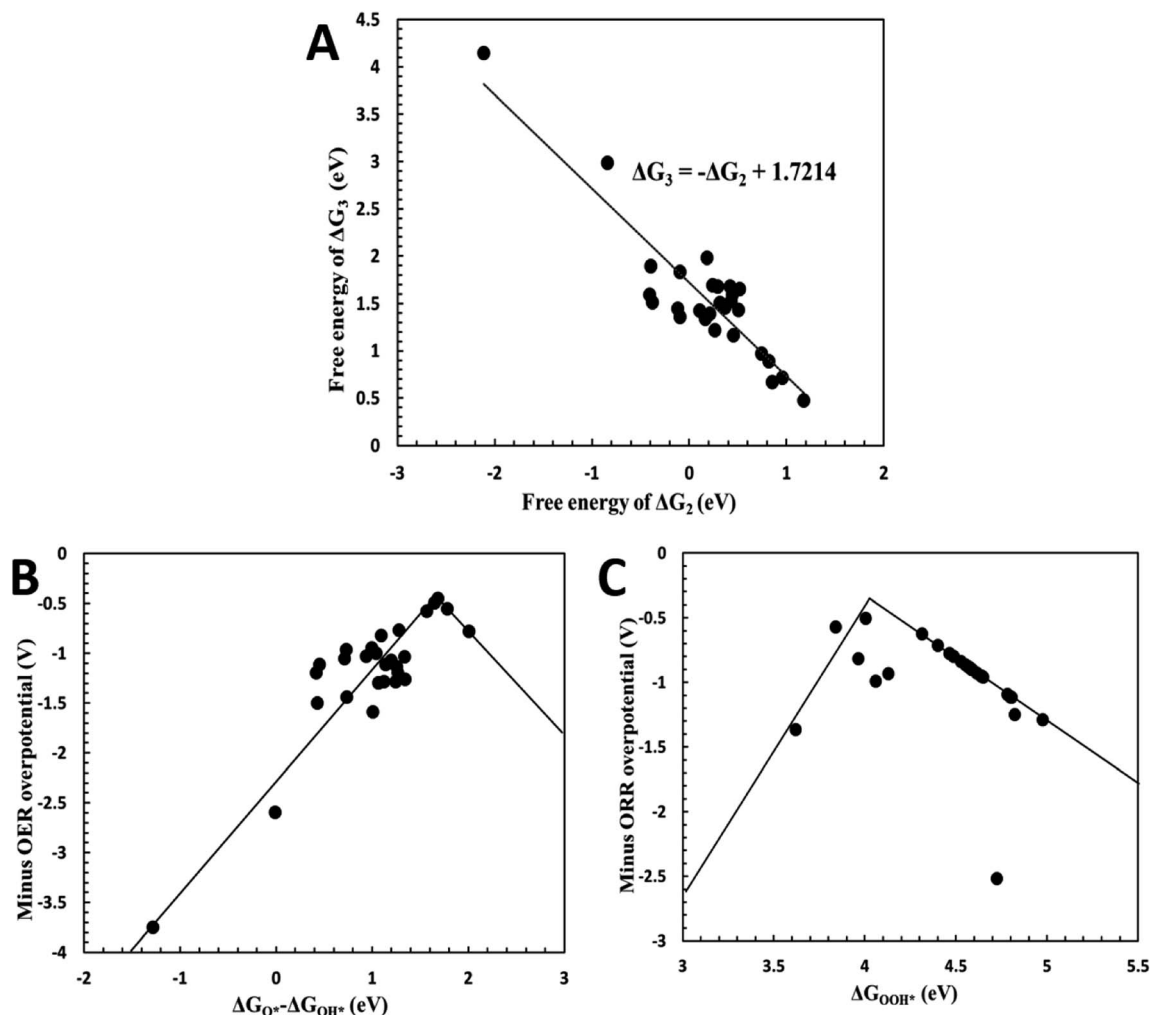 A
Free energy of ΔG₃ (eV)
4.5
4
3.5
3
2.5
2
1.5
1
0.5
0
ΔG₃ = -ΔG₂ + 1.7214
-3 -2 -1 0 1 2
Free energy of ΔG₂ (eV)
B
Minus OER overpotential (V)
0
-0.5
-1
-1.5
-2
-2.5
-3
-3.5
-4
-2 -1 0 1 2 3
ΔG_O*-ΔG_OH* (eV)
C
Minus ORR overpotential (V)
0
-0.5
-1
-1.5
-2
-2.5
-3
3 3.5 4 4.5 5 5.5
ΔG_OOH* (eV)